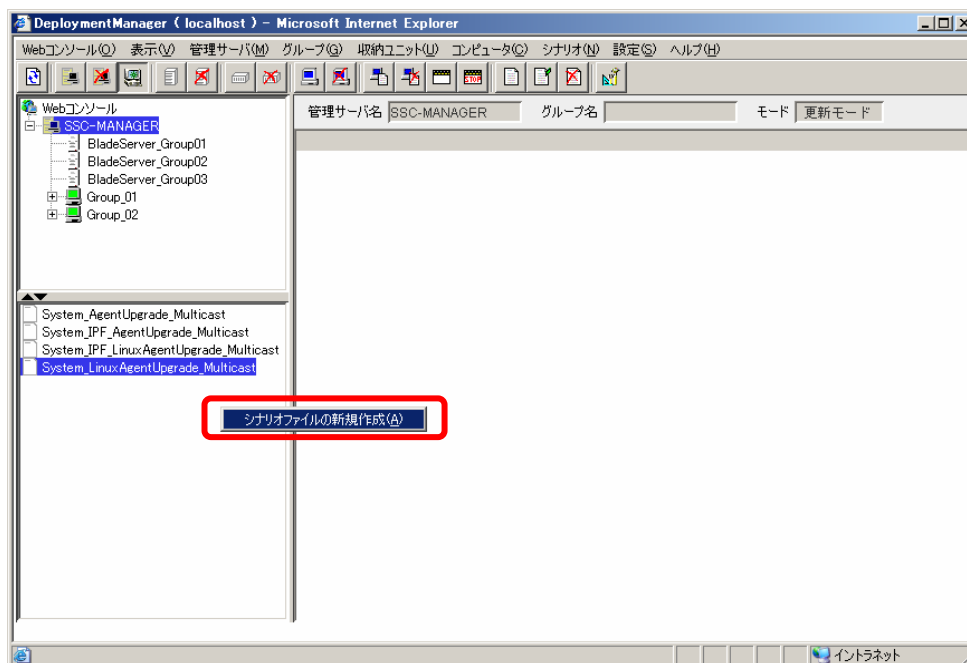 DeploymentManager ( localhost ) - Microsoft Internet Explorer
Webコンソール(O) 表示(V) 管理サーバ(M) グループ(G) 収納ユニット(U) コンピュータ(C) シナリオ(N) 設定(S) ヘルプ(H)
STOP
Webコンソール
SSC-MANAGER
BladeServer_Group01
BladeServer_Group02
BladeServer_Group03
Group_01
Group_02
管理サーバ名 SSC-MANAGER グループ名 モード 更新モード
System_AgentUpgrade_Multicast
System_IPF_AgentUpgrade_Multicast
System_IPF_LinuxAgentUpgrade_Multicast
System_LinuxAgentUpgrade_Multicast
シナリオファイルの新規作成(A)
イントラネット